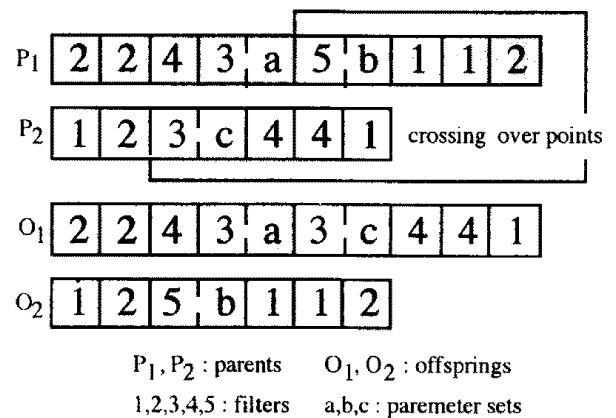 P1 2 2 4 3 a 5 b 1 1 2
P2 1 2 3 c 4 4 1 crossing over points
O1 2 2 4 3 a 3 c 4 4 1
O2 1 2 5 b 1 1 2
P1, P2 : parents O1, O2 : offsprings
1,2,3,4,5 : filters a,b,c : paremeter sets